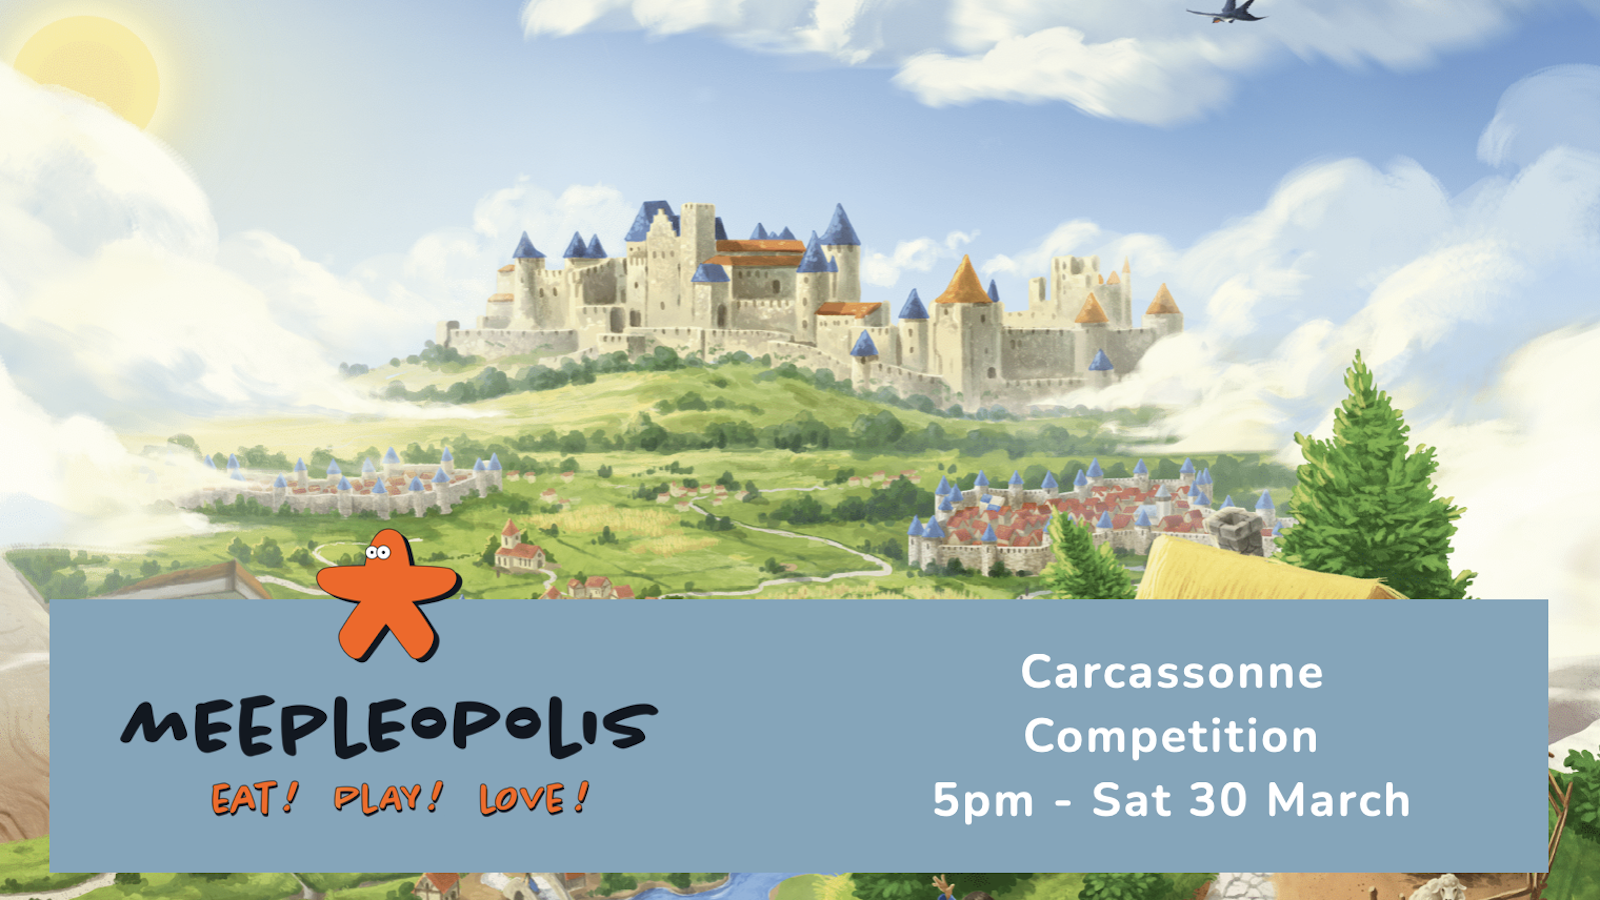 MEEPLEOPOLIS
EAT! PLAY! LOVE!
Carcassonne
Competition
5pm - Sat 30 March